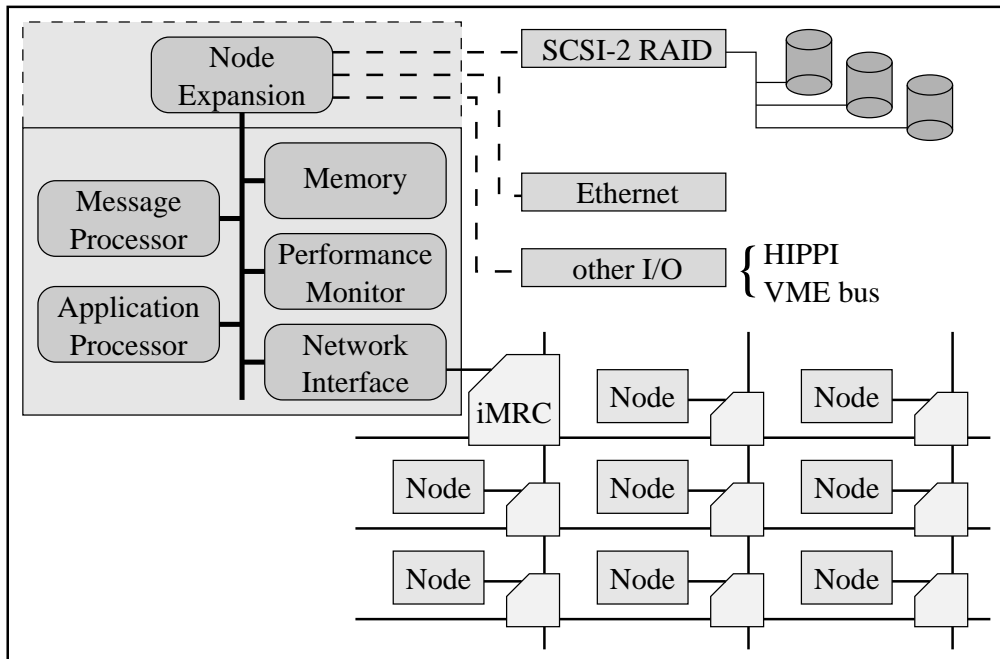 Node
Expansion
SCSI-2 RAID
Memory
Message
Processor
Ethernet
Performance
Monitor
other I/O
{ HIPPI
VME bus
Application
Processor
Network
Interface
iMRC
Node
Node
Node
Node
Node
Node
Node
Node